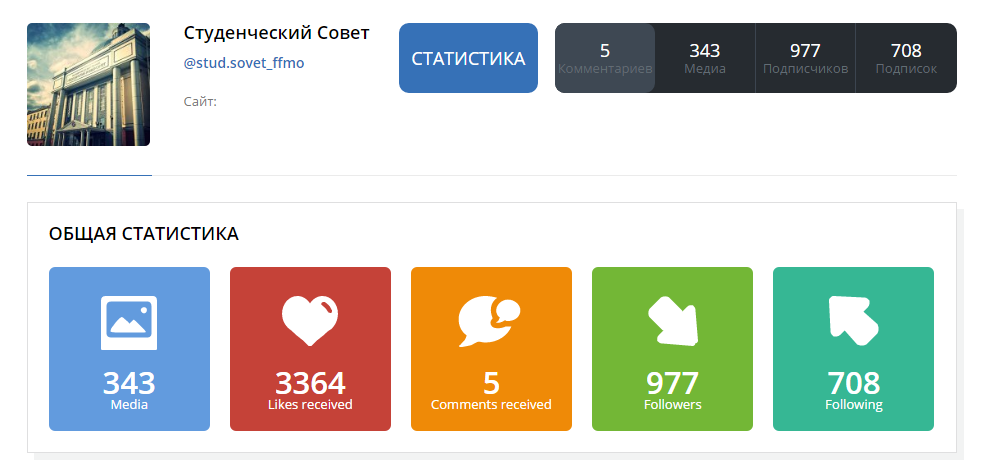 Студенческий Совет
@stud.sovet_ffmo
Сайт:
СТАТИСТИКА
5
Комментариев
343
Медиа
977
Подписчиков
708
Подписок
ОБЩАЯ СТАТИСТИКА
343
Media
3364
Likes received
5
Comments received
977
Followers
708
Following